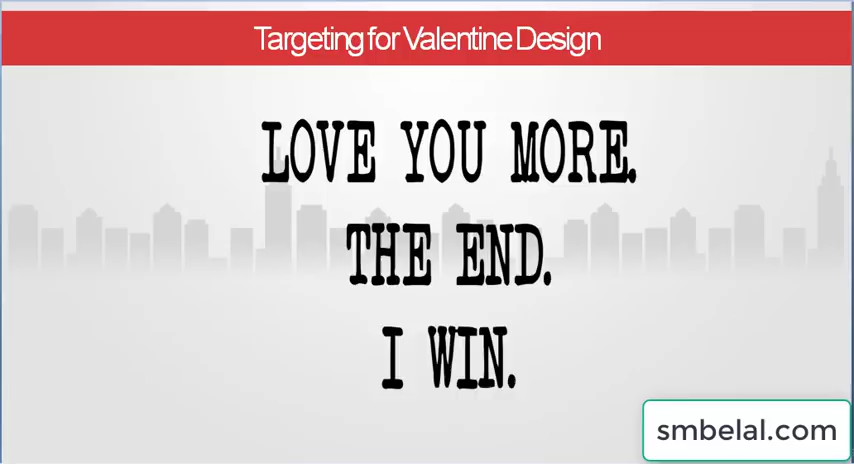 Targeting for Valentine Design
LOVE YOU MORE.
THE END.
I WIN.
smbelal.com